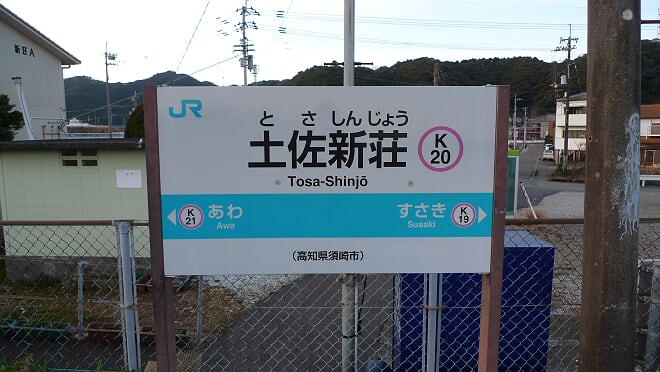 新荘A
JR
とさしんじょう
土佐新荘
Tosa-Shinjō
K
20
K
21
あわ
Awa
すさき
Susaki
K
19
(高知県須崎市)